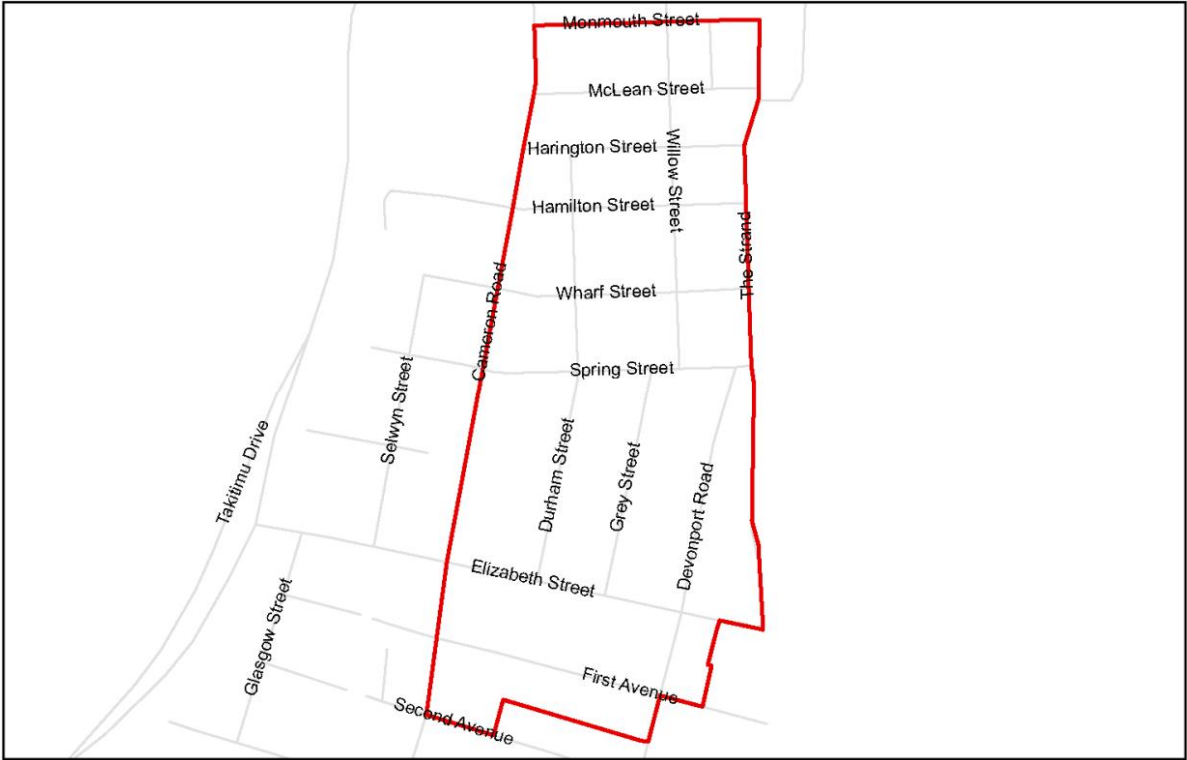 Monmouth Street
McLean Street
Harington Street
Willow Street
Hamilton Street
The Strand
Cameron Road
Wharf Street
Spring Street
Selwyn Street
Takitimu Drive
Durham Street
Grey Street
Devonport Road
Elizabeth Street
Glasgow Street
First Avenue
Second Avenue